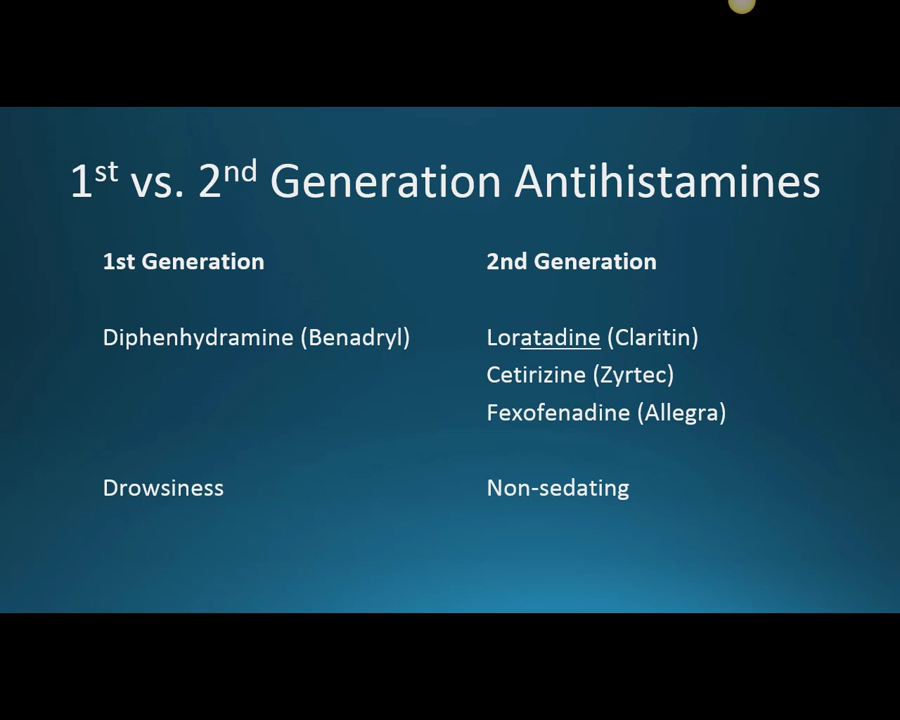 1st vs. 2nd Generation Antihistamines
1st Generation
Diphenhydramine (Benadryl)
Drowsiness
2nd Generation
Loratadine (Claritin)
Cetirizine (Zyrtec)
Fexofenadine (Allegra)
Non-sedating